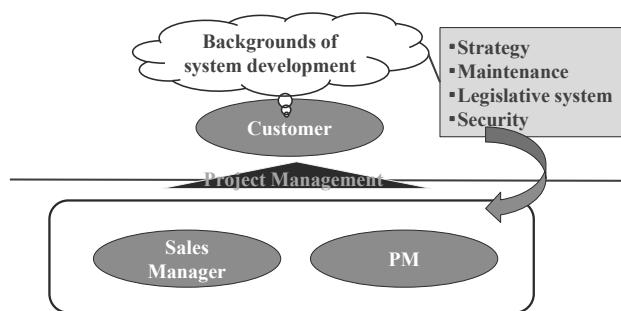 Backgrounds of
system development
▪Strategy
▪Maintenance
▪Legislative system
▪Security
Customer
Project Management
Sales
Manager
PM